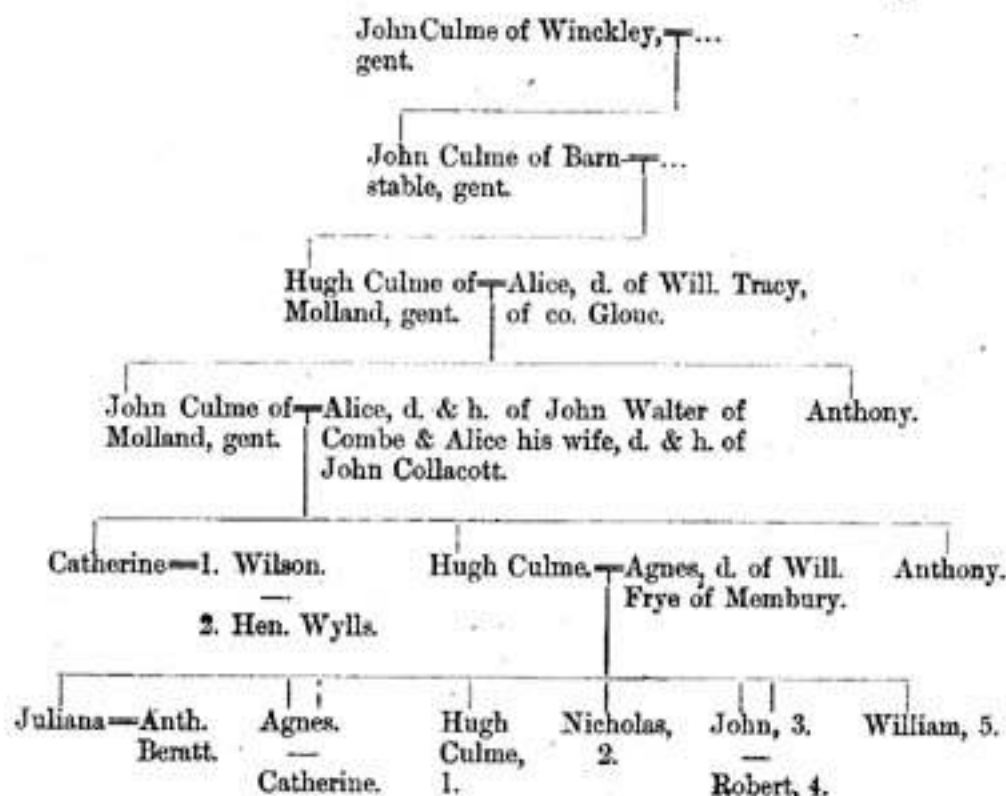 John Culme of Winckley, ...
gent.
John Culme of Barn ...
stable, gent.
Hugh Culme of Alice, d. of Will. Tracy,
Molland, gent. of co. Glouc.
John Culme of Alice, d. & h. of John Walter of Anthony.
Molland, gent. Combe & Alice his wife, d. & h. of
John Collacott.
Catherine 1. Wilson. Hugh Culme. Agnes, d. of Will. Anthony.
Frye of Membury.
2. Hen. Wylls.
Juliana Anth. Agnes. Hugh Nicholas, John, 3. William, 5.
Beratt. Culme, 2.
Catherine. 1. Robert, 4.